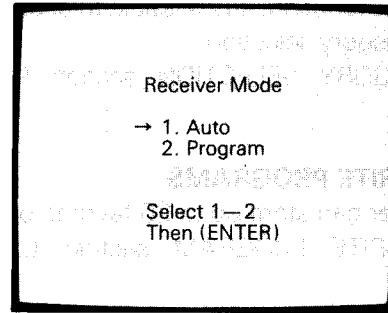 Receiver Mode
→ 1. Auto
2. Program
Select 1—2
Then (ENTER)